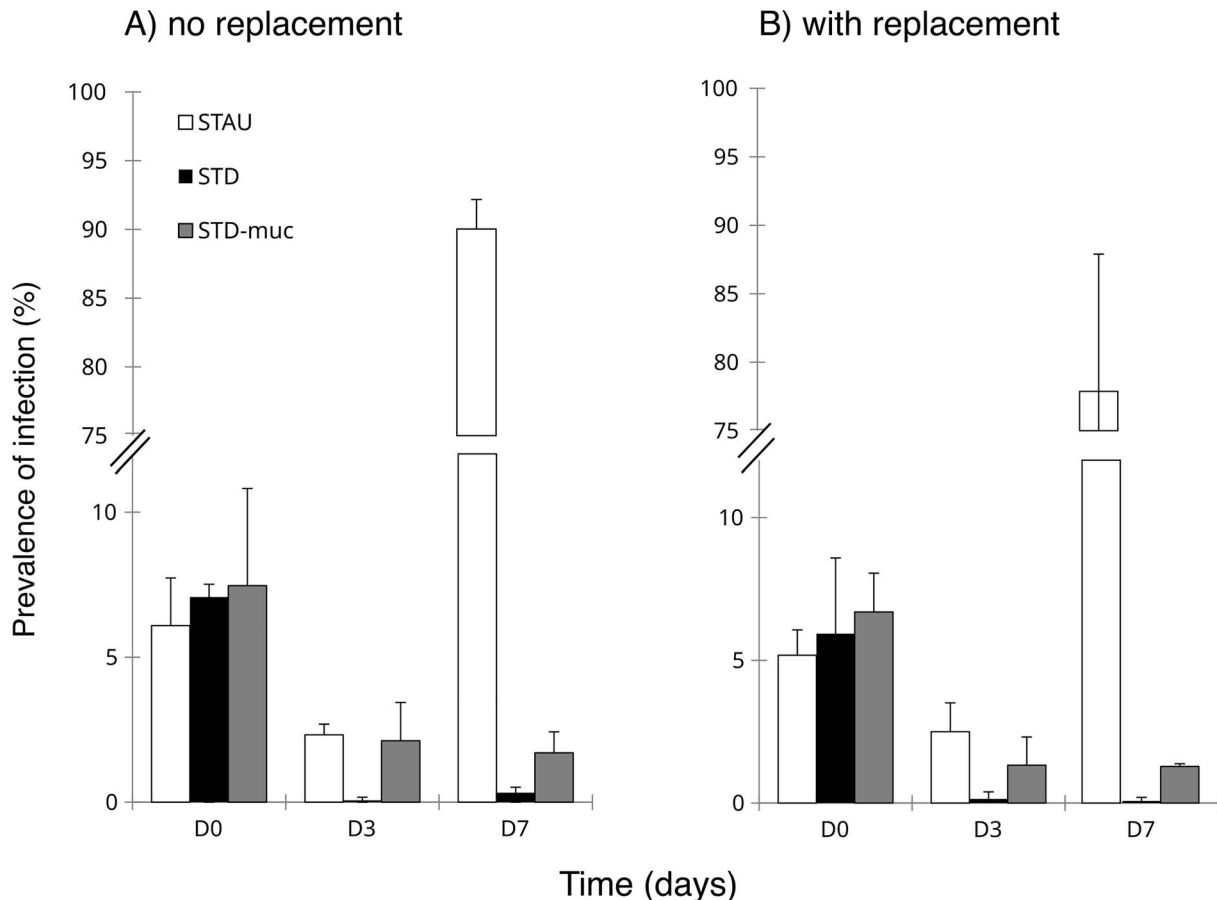 A) no replacement
B) with replacement
Prevalence of infection (%)
100
95
90
85
80
75
10
5
0
STAU
STD
STD-muc
D0
D3
D7
100
95
90
85
80
75
10
5
0
D0
D3
D7
Time (days)